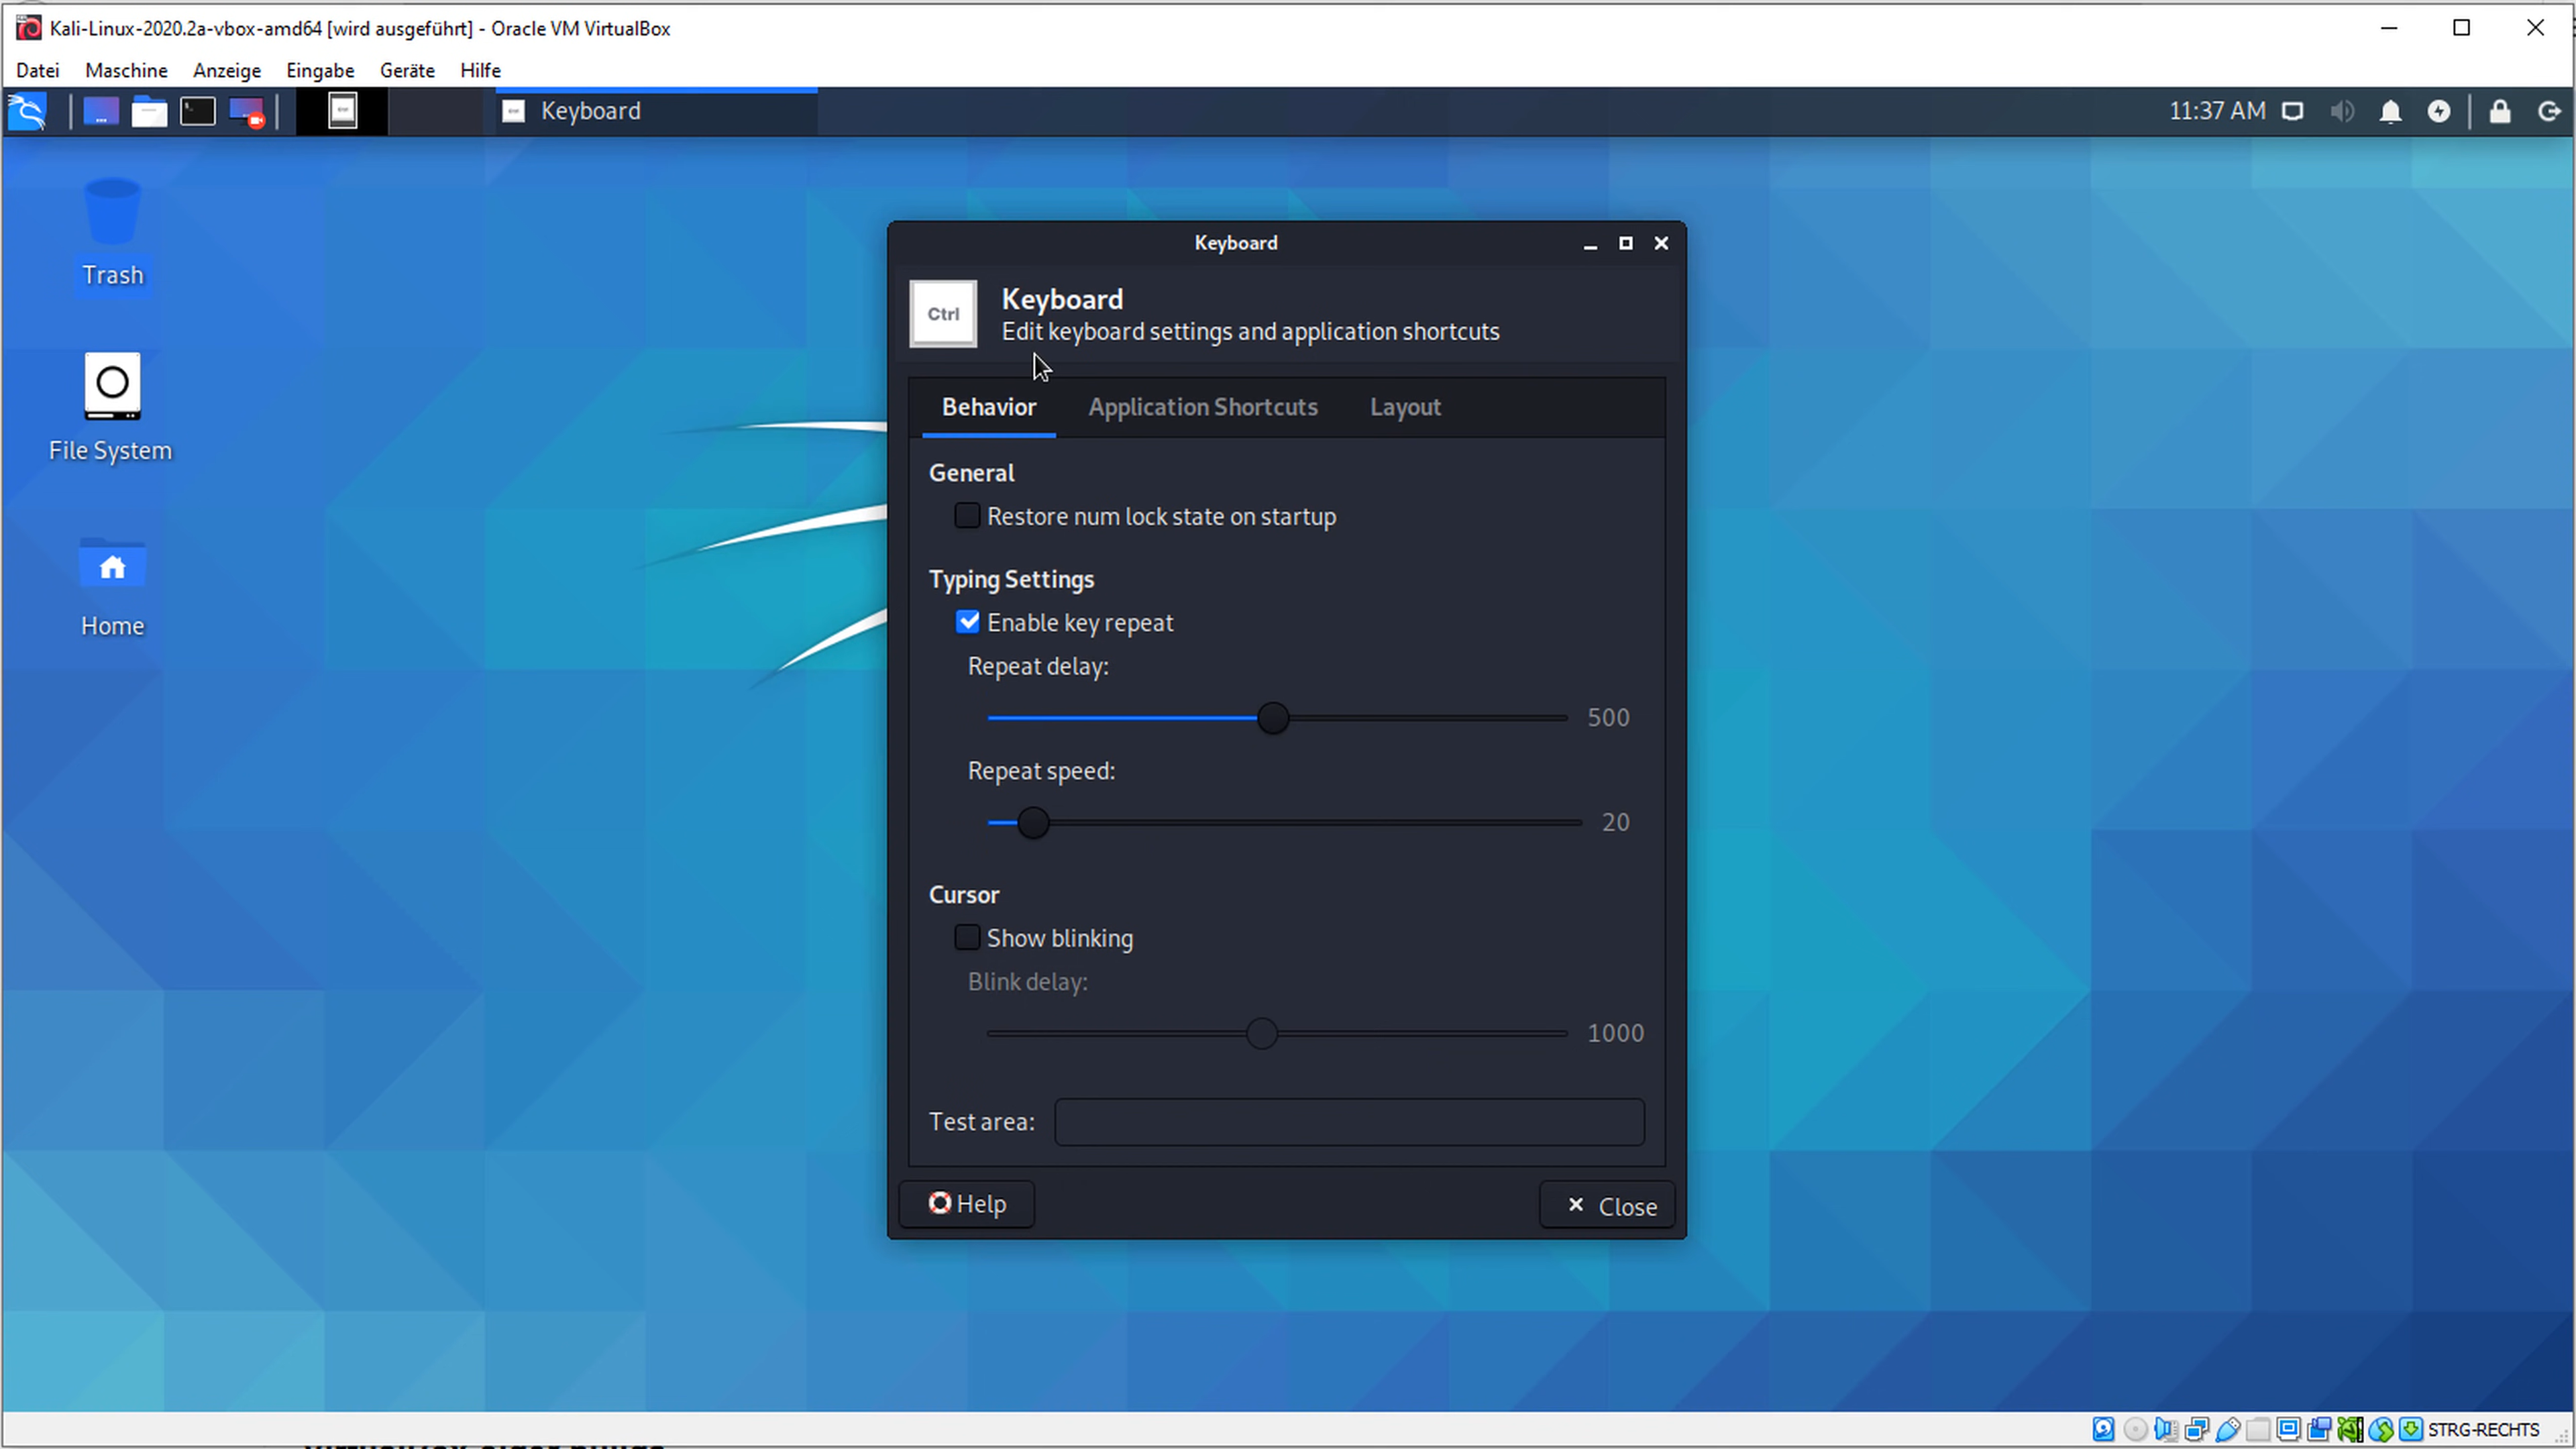 Kali-Linux-2020.2a-vbox-amd64 [wird ausgeführt] - Oracle VM VirtualBox
Datei Maschine Anzeige Eingabe Geräte Hilfe
Keyboard
11:37 AM
Trash
File System
Home
Keyboard
Ctrl
Keyboard
Edit keyboard settings and application shortcuts
Behavior Application Shortcuts Layout
General
Restore num lock state on startup
Typing Settings
Enable key repeat
Repeat delay:
500
Repeat speed:
20
Cursor
Show blinking
Blink delay:
1000
Test area:
Help Close
STRG-RECHTS